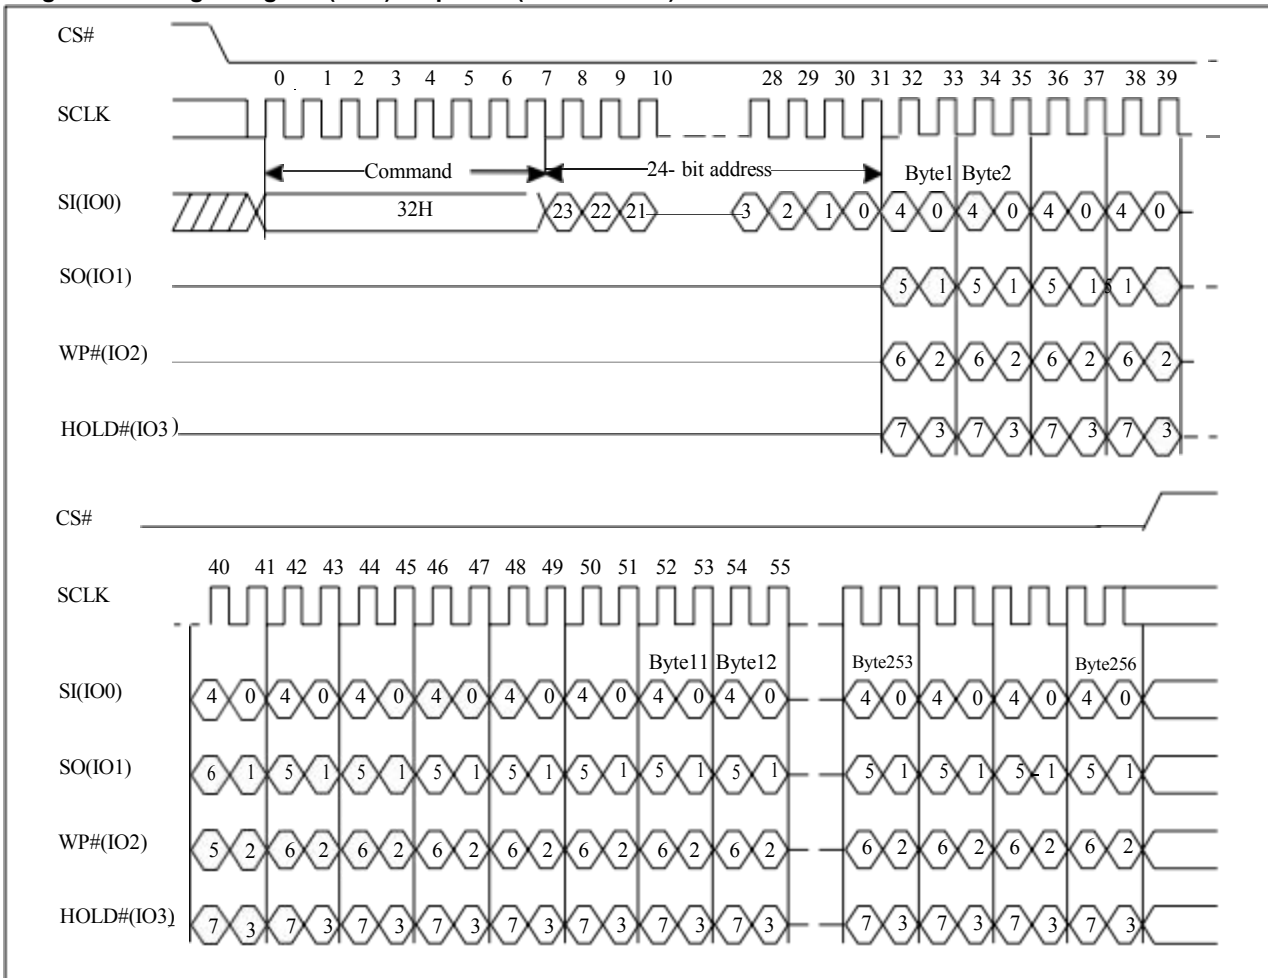 CS#
0 1 2 3 4 5 6 7 8 9 10 28 29 30 31 32 33 34 35 36 37 38 39
SCLK
Command 24- bit address Byte1 Byte2
SI(IO0) 32H 23 22 21 3 2 1 0 4 0 4 0 4 0 4 0
SO(IO1) 5 1 5 1 5 1 5 1
WP#(IO2) 6 2 6 2 6 2 6 2
HOLD#(IO3) 7 3 7 3 7 3 7 3
CS#
40 41 42 43 44 45 46 47 48 49 50 51 52 53 54 55
SCLK
Byte11 Byte12 Byte253 Byte256
SI(IO0) 4 0 4 0 4 0 4 0 4 0 4 0 4 0 4 0 4 0 4 0 4 0 4 0
SO(IO1) 6 1 5 1 5 1 5 1 5 1 5 1 5 1 5 1 5 1 5 1 5 - 1 5 1
WP#(IO2) 5 2 6 2 6 2 6 2 6 2 6 2 6 2 6 2 6 2 6 2 6 2 6 2
HOLD#(IO3) 7 3 7 3 7 3 7 3 7 3 7 3 7 3 7 3 7 3 7 3 7 3 7 3